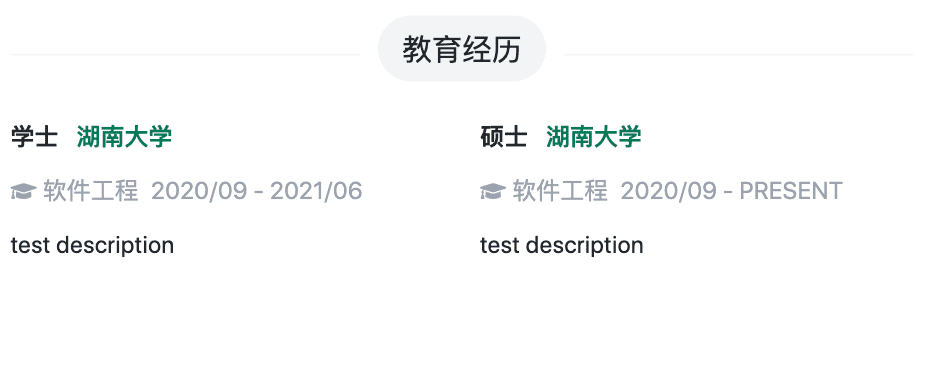 教育经历
学士 湖南大学
软件工程 2020/09 - 2021/06
test description
硕士 湖南大学
软件工程 2020/09 - PRESENT
test description